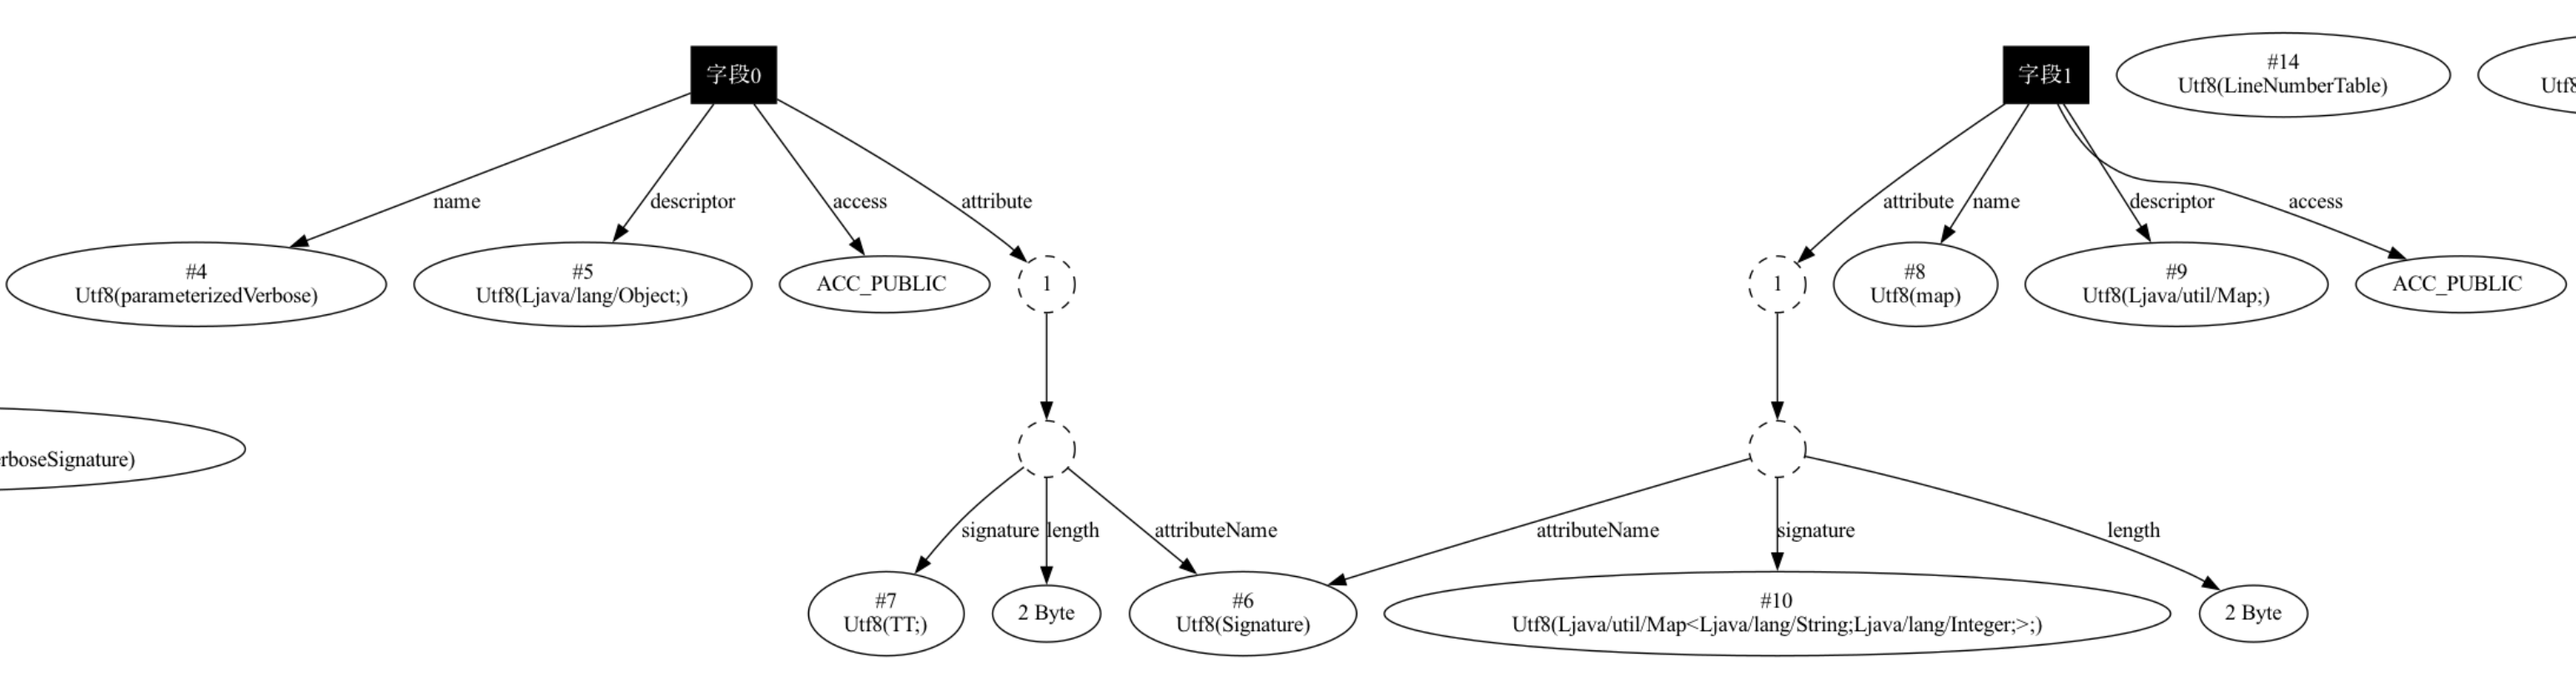 字段0
字段1
#14
Utf8(LineNumberTable)
Utf8
name
descriptor
access
attribute
attribute
name
descriptor
access
#4
Utf8(parameterizedVerbose)
#5
Utf8(Ljava/lang/Object;)
ACC_PUBLIC
1
1
#8
Utf8(map)
#9
Utf8(Ljava/util/Map;)
ACC_PUBLIC
rboseSignature)
signature
length
attributeName
attributeName
signature
length
#7
Utf8(TT;)
2 Byte
#6
Utf8(Signature)
#10
Utf8(Ljava/util/Map<Ljava/lang/String;Ljava/lang/Integer;>;)
2 Byte